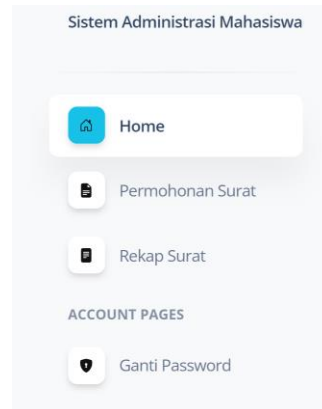 Sistem Administrasi Mahasiswa
Home
Permohonan Surat
Rekap Surat
ACCOUNT PAGES
Ganti Password